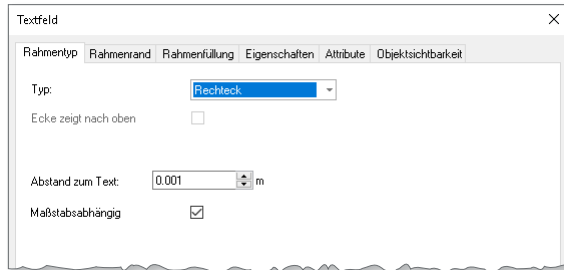 Textfeld
Rahmentyp Rahmenrand Rahmenfüllung Eigenschaften Attribute Objektsichtbarkeit
Typ: Rechteck
Ecke zeigt nach oben
Abstand zum Text: 0.001 m
Maßstabsabhängig